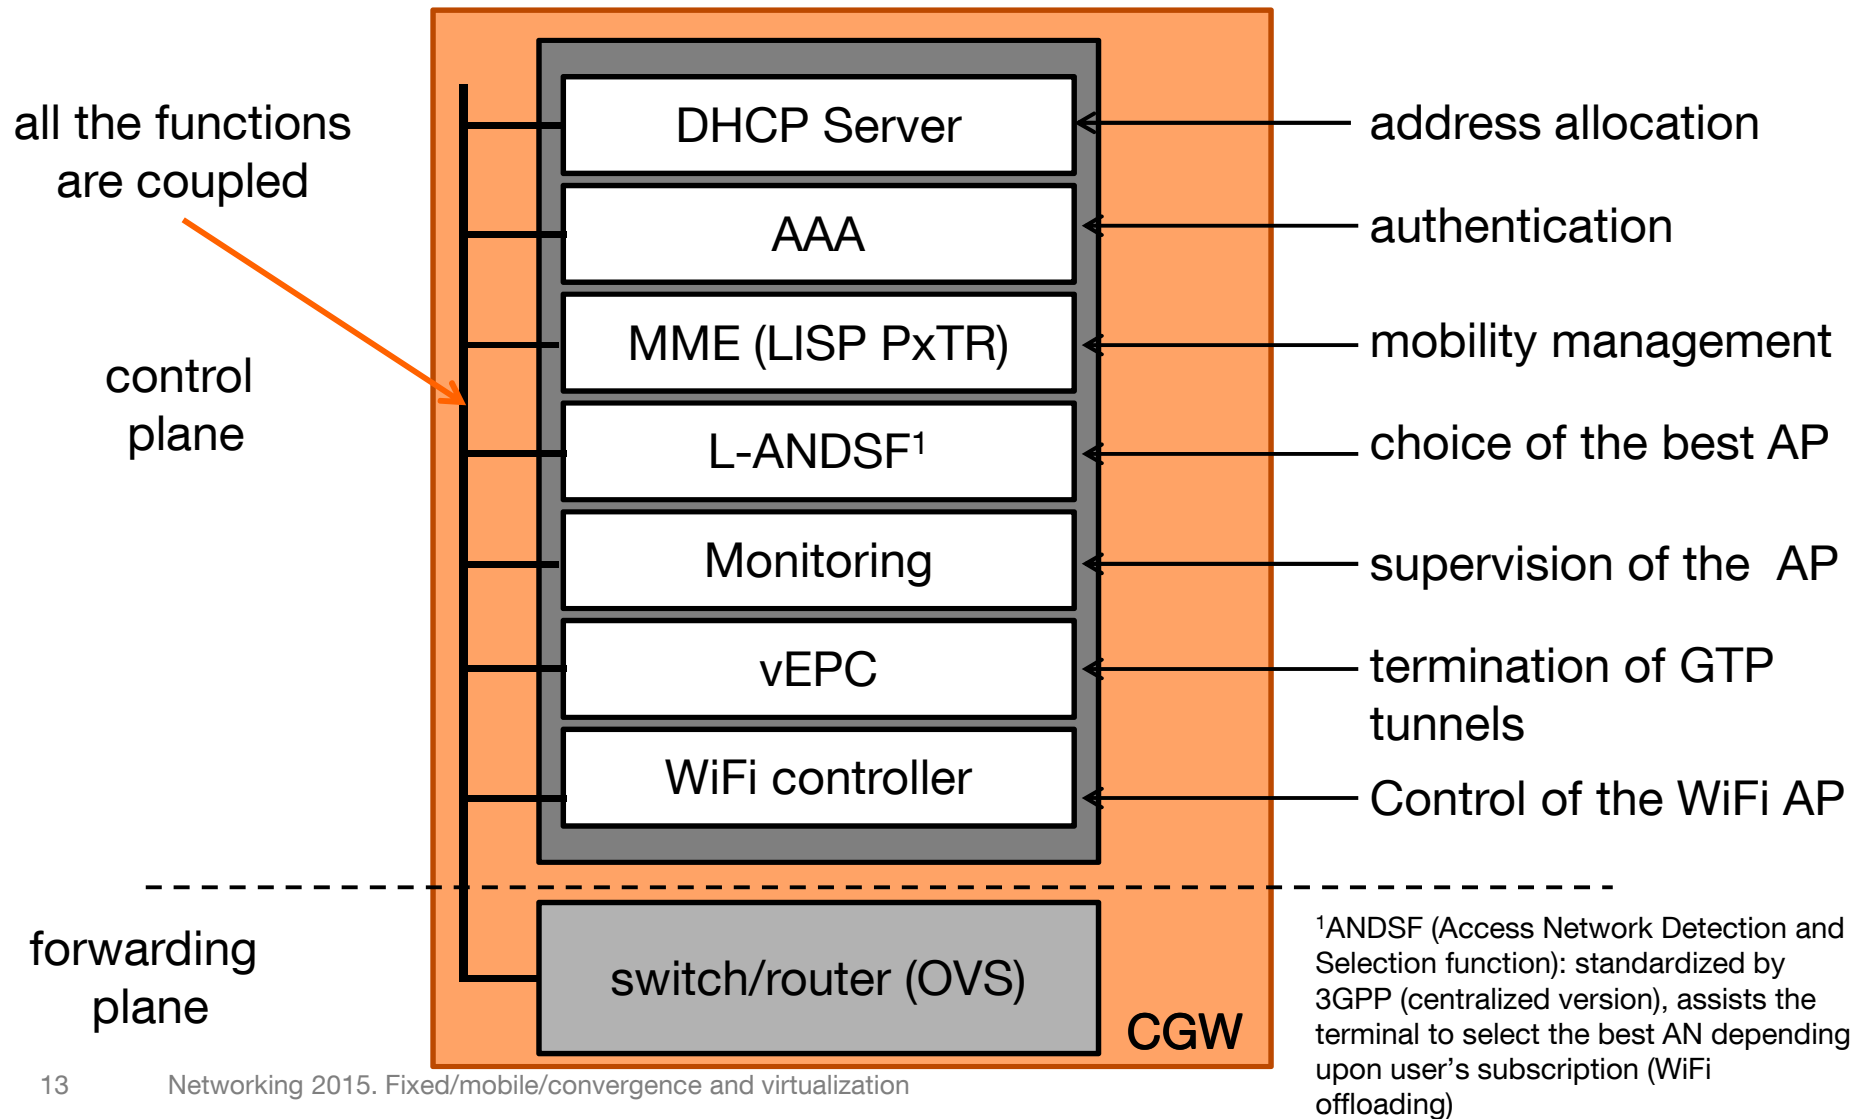 all the functions
are coupled
control
plane
forwarding
plane
DHCP Server
AAA
MME (LISP PxTR)
L-ANDSF¹
Monitoring
vEPC
WiFi controller
switch/router (OVS)
CGW
address allocation
authentication
mobility management
choice of the best AP
supervision of the  AP
termination of GTP
tunnels
Control of the WiFi AP
¹ANDSF (Access Network Detection and
Selection function): standardized by
3GPP (centralized version), assists the
terminal to select the best AN depending
upon user’s subscription (WiFi
offloading)
13 Networking 2015. Fixed/mobile/convergence and virtualization